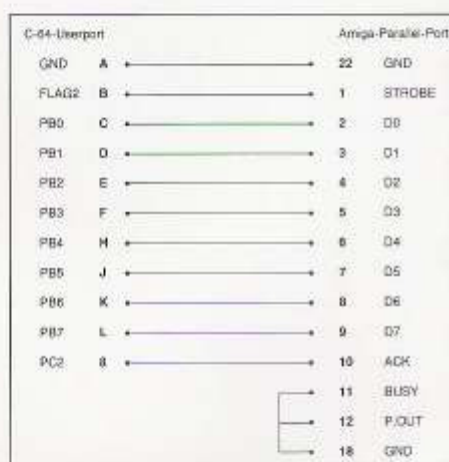 C-64-Userport Amiga-Parallel-Port
GND A 22 GND
FLAG2 B 1 STROBE
PB0 C 2 D0
PB1 D 3 D1
PB2 E 4 D2
PB3 F 5 D3
PB4 H 6 D4
PB5 J 7 D5
PB6 K 8 D6
PB7 L 9 D7
PC2 8 10 ACK
11 BUSY
12 P.OUT
18 GND